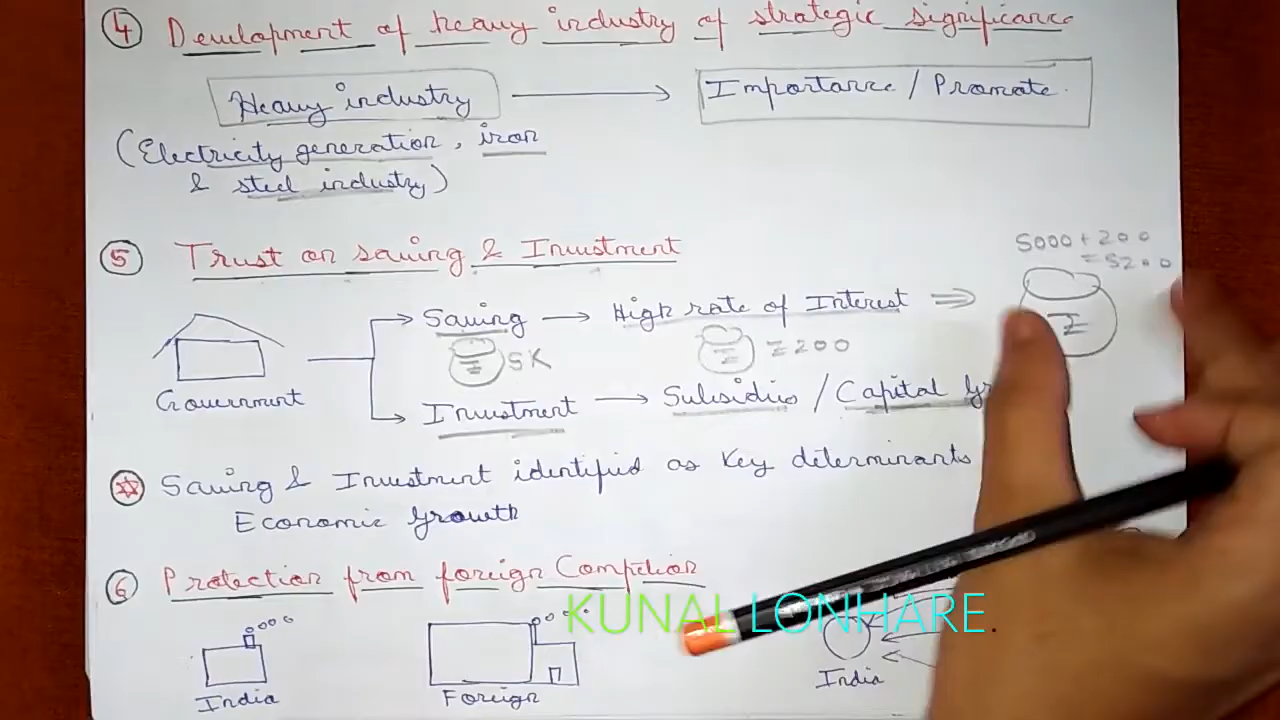 4 Development of heavy industry of strategic significance
Heavy industry Importance / Promote.
(Electricity generation, iron
& steel industry)
5 Trust on saving & Investment
5000 + 200
= 5200
Saving High rate of Interest
5K = 200
Government
Investment Subsidies / Capital
Saving & Investment identified as key determinants
Economic Growth
6 Protection from foreign Compition
KUNAL LONHARE
India Foreign India